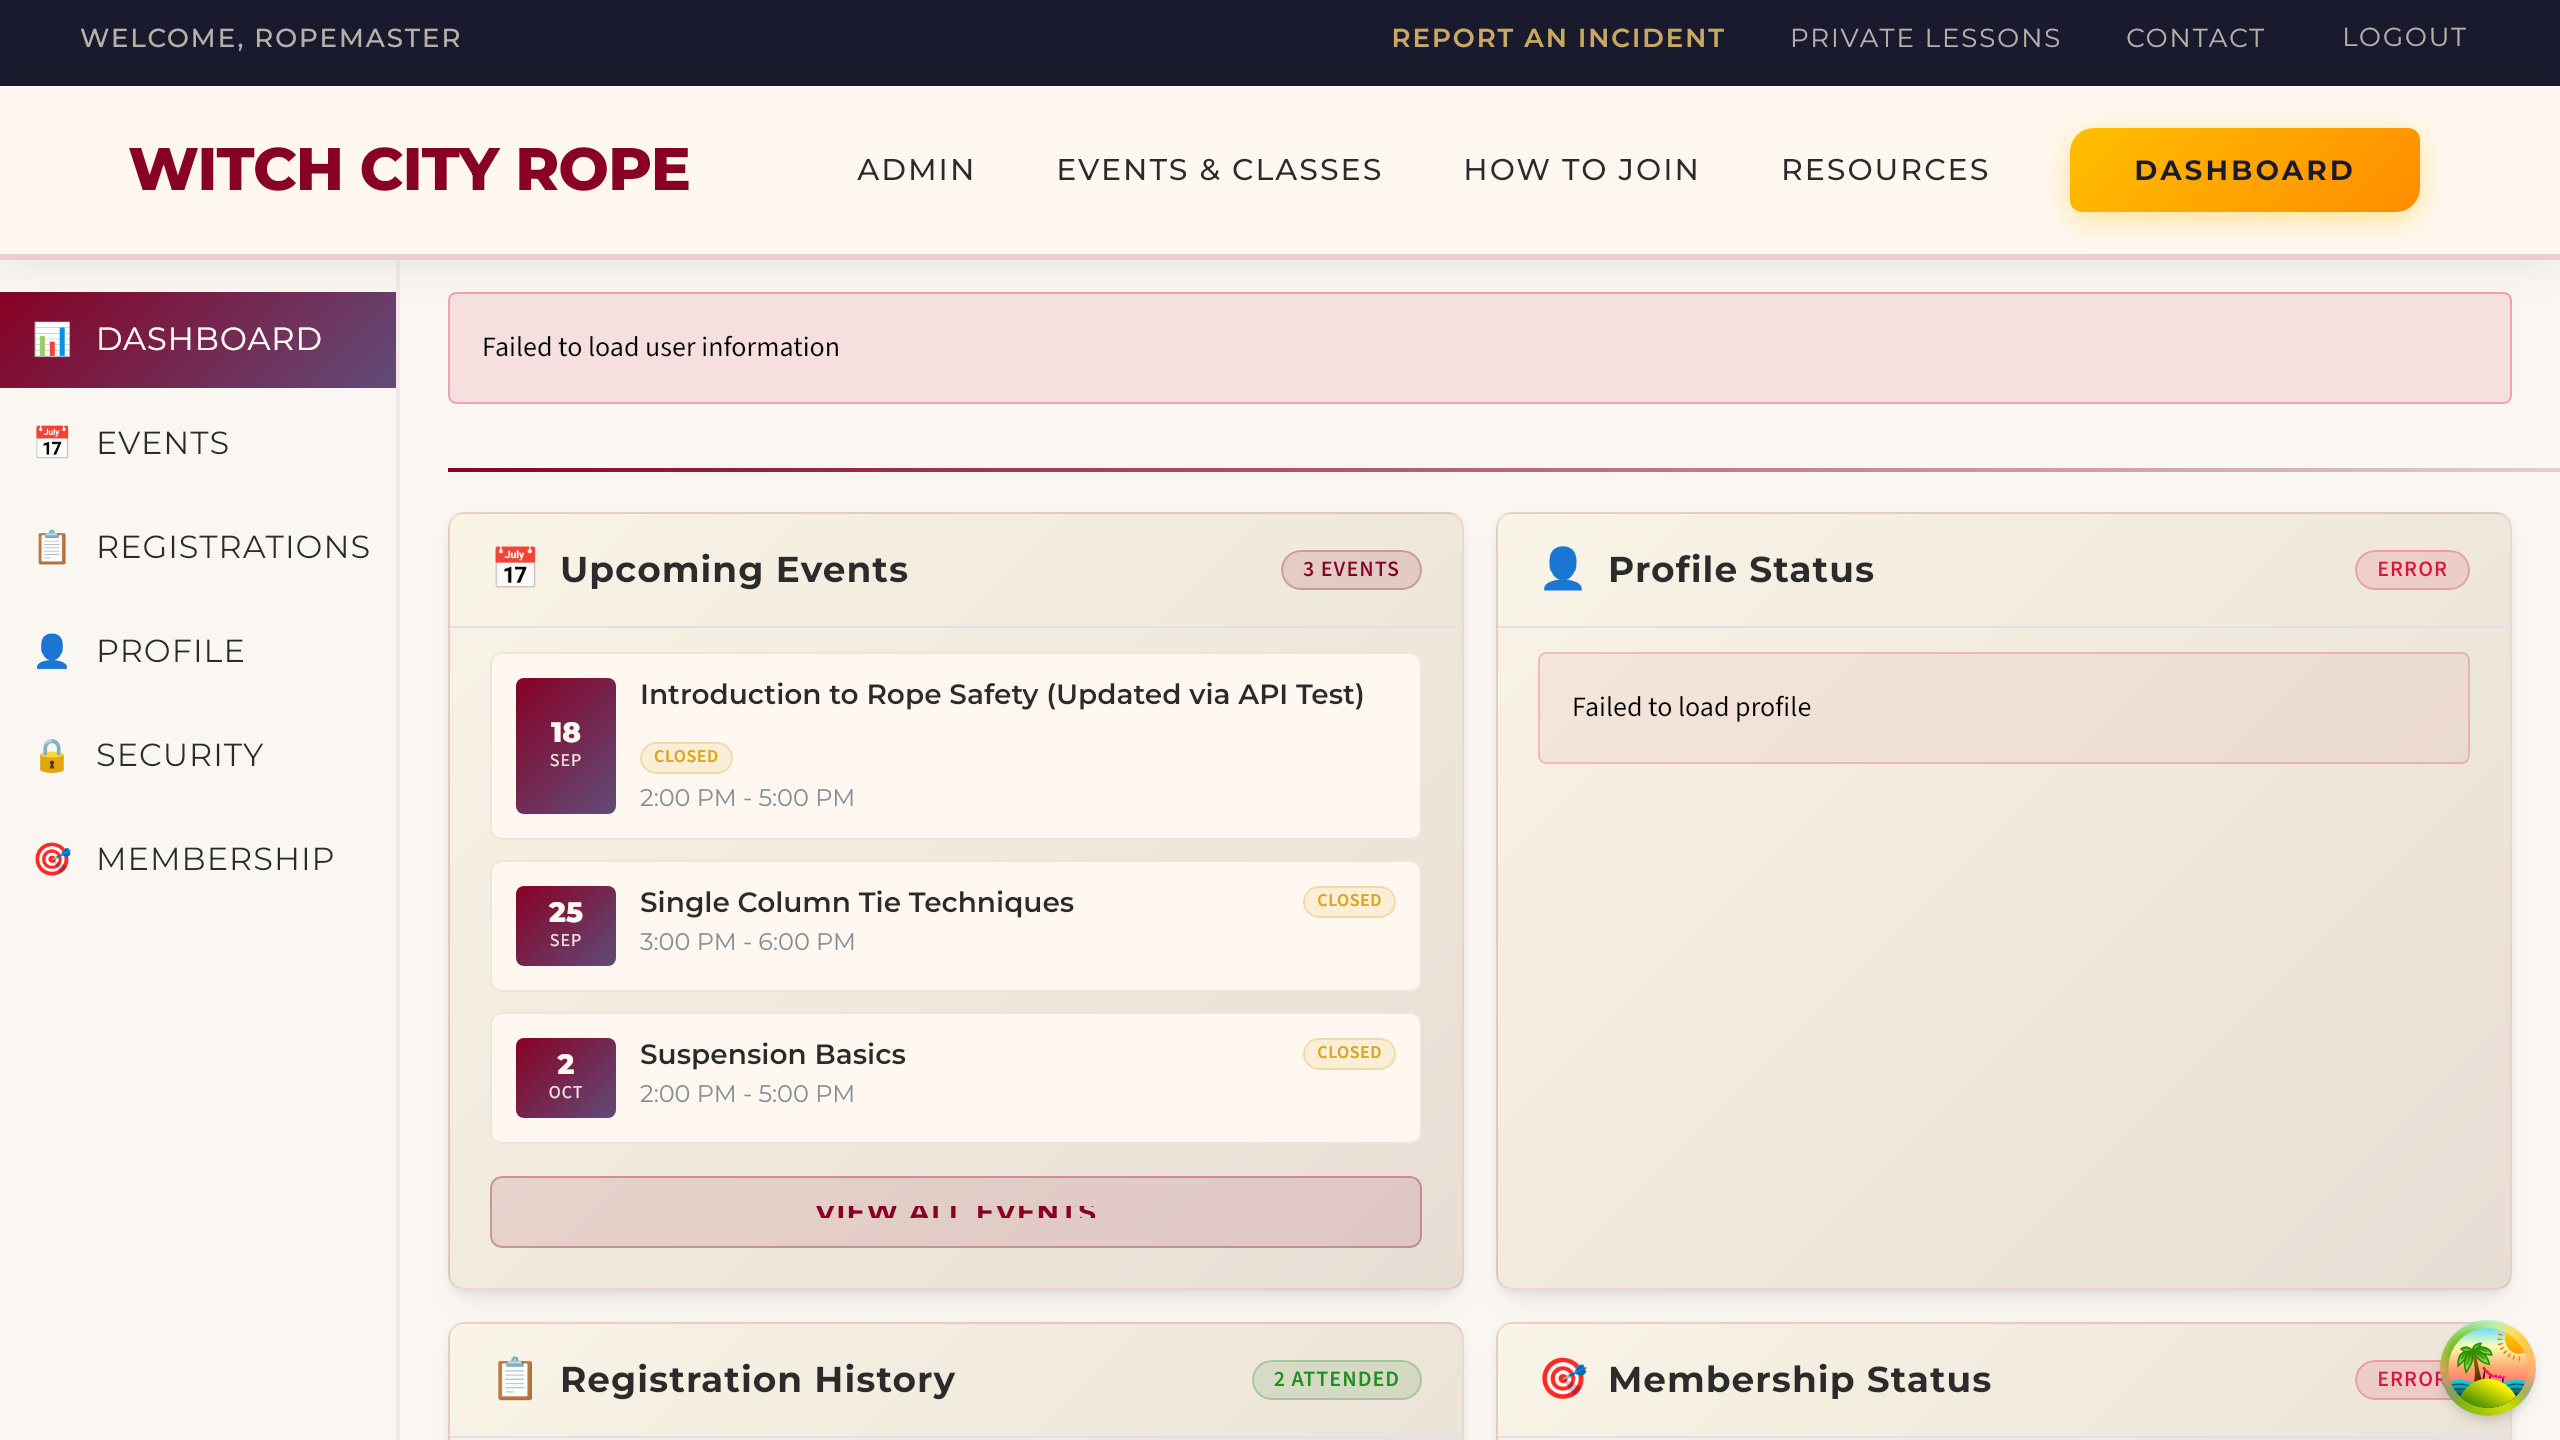 WELCOME, ROPEMASTER
REPORT AN INCIDENT
PRIVATE LESSONS
CONTACT
LOGOUT
WITCH CITY ROPE
ADMIN
EVENTS & CLASSES
HOW TO JOIN
RESOURCES
DASHBOARD
DASHBOARD
EVENTS
REGISTRATIONS
PROFILE
SECURITY
MEMBERSHIP
Failed to load user information
Upcoming Events
3 EVENTS
18
SEP
Introduction to Rope Safety (Updated via API Test)
CLOSED
2:00 PM - 5:00 PM
25
SEP
Single Column Tie Techniques
CLOSED
3:00 PM - 6:00 PM
2
OCT
Suspension Basics
CLOSED
2:00 PM - 5:00 PM
VIEW ALL EVENTS
Profile Status
ERROR
Failed to load profile
Registration History
2 ATTENDED
Membership Status
ERROR